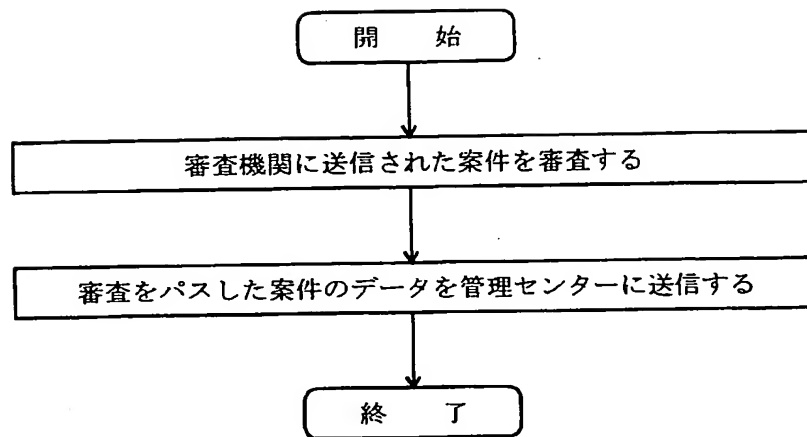 開　　始
審査機関に送信された案件を審査する
審査をパスした案件のデータを管理センターに送信する
終　　了